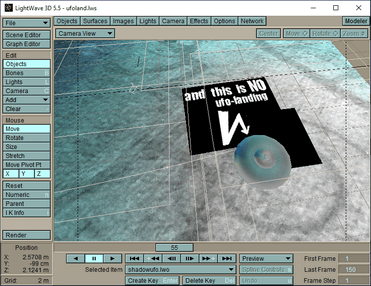 LightWave 3D 5.5 - ufoland.lws
File
Objects Surfaces Images Lights Camera Effects Options Network Modeler
Scene Editor
Graph Editor
Camera View
Center Move Rotate Zoom
Edit
Objects
Bones
Lights
Camera
Add
Clear
Mouse
Move
Rotate
Size
Stretch
Move Pivot Pt
X Y Z
Reset
Numeric
Parent
I K Info
Render
and this is NO
ufo-landing
Position
X: 2.5708 m
Y: -99 cm
Z: 2.1241 m
Grid: 2 m
55
Preview
Selected Item shadowufo.lwo
Spline Controls
Create Key
Delete Key
Undo
First Frame 1
Last Frame 150
Frame Step 1